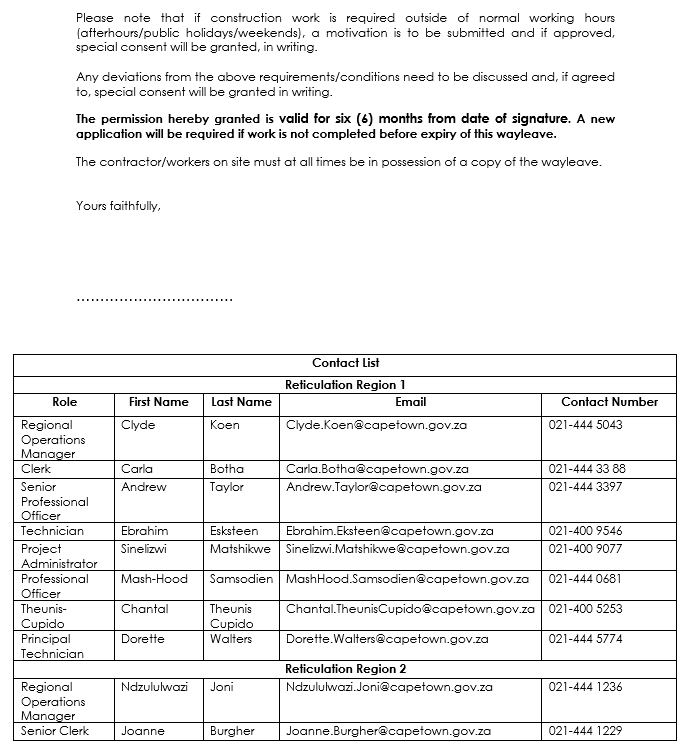 Please note that if construction work is required outside of normal working hours
(afterhours/public holidays/weekends), a motivation is to be submitted and if approved,
special consent will be granted, in writing.
Any deviations from the above requirements/conditions need to be discussed and, if agreed
to, special consent will be granted in writing.
The permission hereby granted is valid for six (6) months from date of signature. A new
application will be required if work is not completed before expiry of this wayleave.
The contractor/workers on site must at all times be in possession of a copy of the wayleave.
Yours faithfully,
.................................
Contact List
Reticulation Region 1
Role First Name Last Name Email Contact Number
Regional Clyde Koen Clyde.Koen@capetown.gov.za 021-444 5043
Operations
Manager
Clerk Carla Botha Carla.Botha@capetown.gov.za 021-444 33 88
Senior Andrew Taylor Andrew.Taylor@capetown.gov.za 021-444 3397
Professional
Officer
Technician Ebrahim Esksteen Ebrahim.Eksteen@capetown.gov.za 021-400 9546
Project Sinelizwi Matshikwe Sinelizwi.Matshikwe@capetown.gov.za 021-400 9077
Administrator
Professional Mash-Hood Samsodien MashHood.Samsodien@capetown.gov.za 021-444 0681
Officer
Theunis- Chantal Theunis Chantal.TheunisCupido@capetown.gov.za 021-400 5253
Cupido Cupido
Principal Dorette Walters Dorette.Walters@capetown.gov.za 021-444 5774
Technician
Reticulation Region 2
Regional Ndzululwazi Joni Ndzululwazi.Joni@capetown.gov.za 021-444 1236
Operations
Manager
Senior Clerk Joanne Burgher Joanne.Burgher@capetown.gov.za 021-444 1229